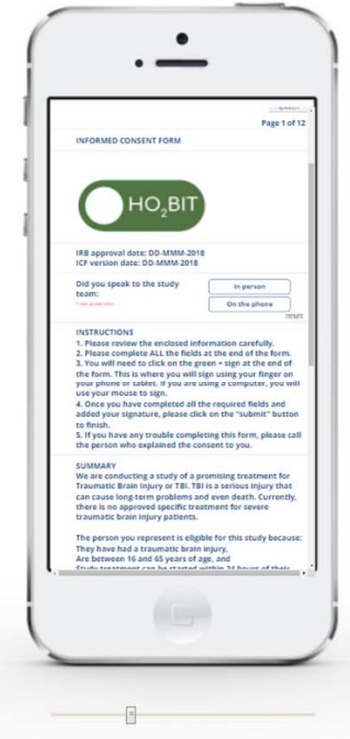 Page 1 of 12
INFORMED CONSENT FORM
HO₂BIT
IRB approval date: DD-MMM-2018
ICF version date: DD-MMM-2018
Did you speak to the study
team:
In person
On the phone
reset
INSTRUCTIONS
1. Please review the enclosed information carefully.
2. Please complete ALL the fields at the end of the form.
3. You will need to click on the green + sign at the end of
the form. This is where you will sign using your finger on
your phone or tablet. If you are using a computer, you will
use your mouse to sign.
4. Once you have completed all the required fields and
added your signature, please click on the "submit" button
to finish.
5. If you have any trouble completing this form, please call
the person who explained the consent to you.
SUMMARY
We are conducting a study of a promising treatment for
Traumatic Brain Injury or TBI. TBI is a serious injury that
can cause long-term problems and even death. Currently,
there is no approved specific treatment for severe
traumatic brain injury patients.
The person you represent is eligible for this study because:
They have had a traumatic brain injury,
Are between 16 and 65 years of age, and
Study treatment can be started within 24 hours of their